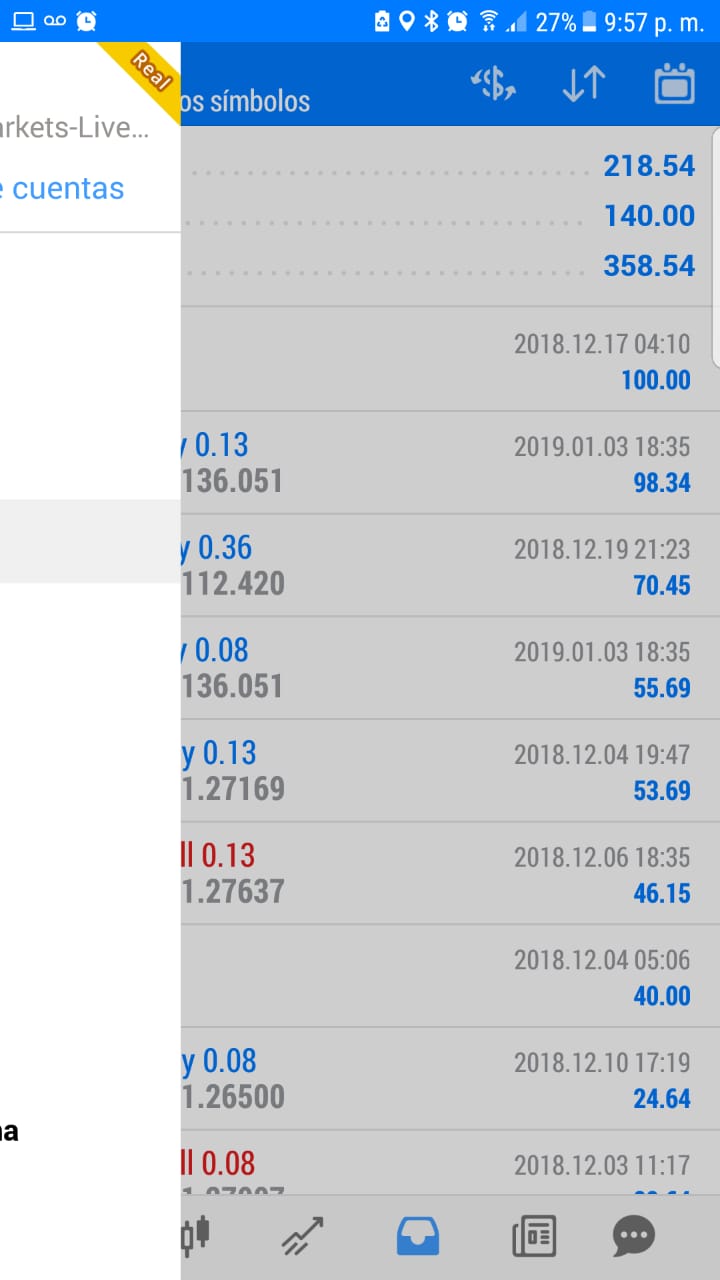 27% 9:57 p. m.
Real
os símbolos
rkets-Live...
e cuentas
218.54
140.00
358.54
2018.12.17 04:10
100.00
y 0.13 2019.01.03 18:35
136.051 98.34
y 0.36 2018.12.19 21:23
112.420 70.45
y 0.08 2019.01.03 18:35
136.051 55.69
y 0.13 2018.12.04 19:47
1.27169 53.69
ll 0.13 2018.12.06 18:35
1.27637 46.15
2018.12.04 05:06
40.00
y 0.08 2018.12.10 17:19
1.26500 24.64
na
ll 0.08 2018.12.03 11:17